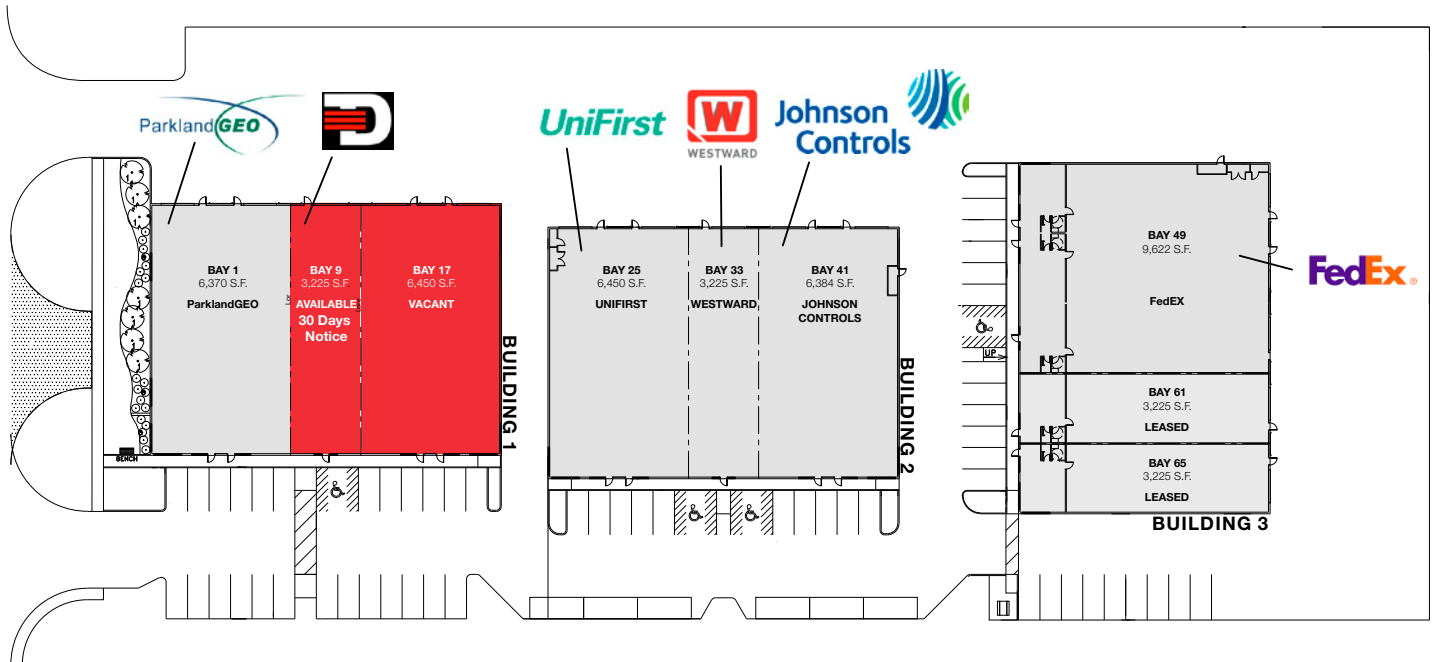 ParklandGEO
D
UniFirst
W
WESTWARD
Johnson
Controls
BAY 1
6,370 S.F.
ParklandGEO
BAY 9
3,225 S.F.
AVAILABLE
30 Days
Notice
BAY 17
6,450 S.F.
VACANT
BUILDING 1
BENCH
BAY 25
6,450 S.F.
UNIFIRST
BAY 33
3,225 S.F.
WESTWARD
BAY 41
6,384 S.F.
JOHNSON
CONTROLS
BUILDING 2
BAY 49
9,622 S.F.
FedEX
FedEx®
UP
BAY 61
3,225 S.F.
LEASED
BAY 65
3,225 S.F.
LEASED
BUILDING 3